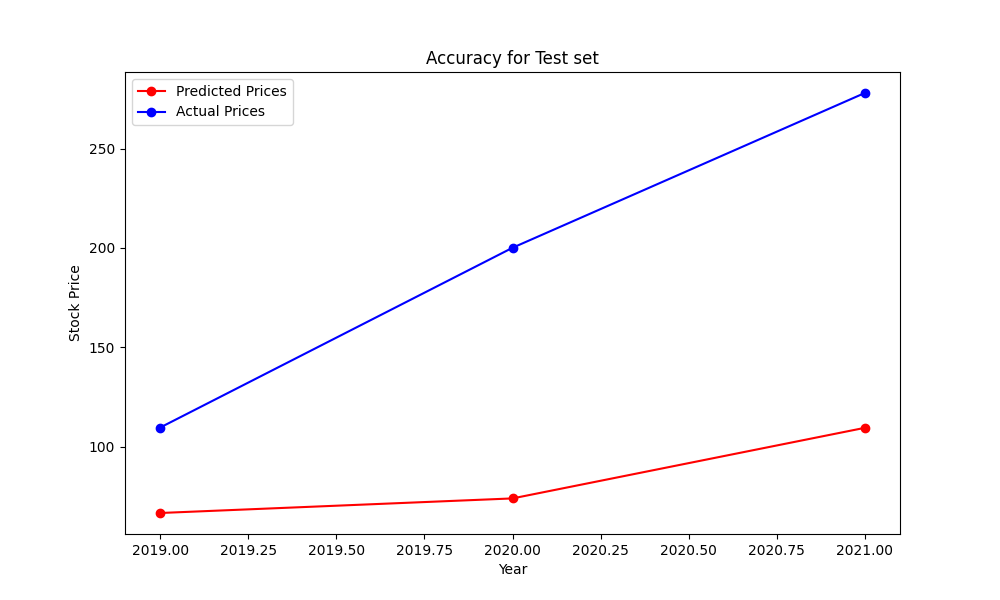 Accuracy for Test set
Predicted Prices
Actual Prices
250
200
150
100
Stock Price
2019.00 2019.25 2019.50 2019.75 2020.00 2020.25 2020.50 2020.75 2021.00
Year